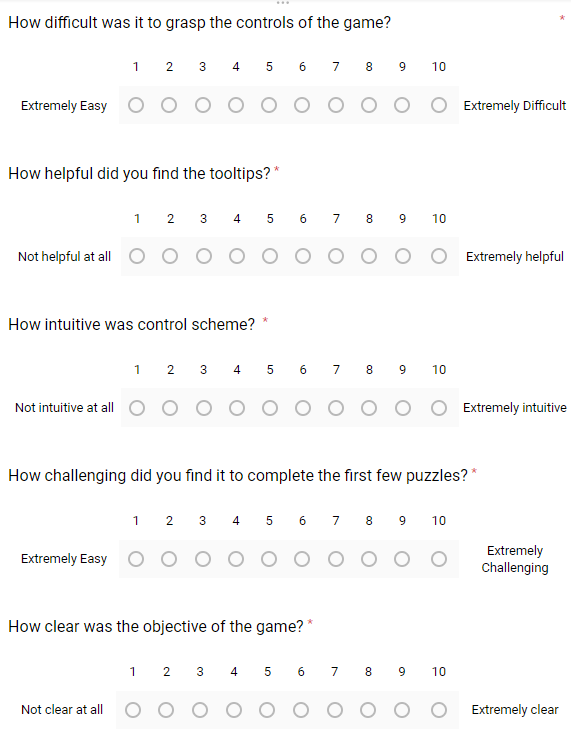 How difficult was it to grasp the controls of the game? *
1 2 3 4 5 6 7 8 9 10
Extremely Easy Extremely Difficult
How helpful did you find the tooltips? *
1 2 3 4 5 6 7 8 9 10
Not helpful at all Extremely helpful
How intuitive was control scheme? *
1 2 3 4 5 6 7 8 9 10
Not intuitive at all Extremely intuitive
How challenging did you find it to complete the first few puzzles? *
1 2 3 4 5 6 7 8 9 10
Extremely Easy Extremely
Challenging
How clear was the objective of the game? *
1 2 3 4 5 6 7 8 9 10
Not clear at all Extremely clear